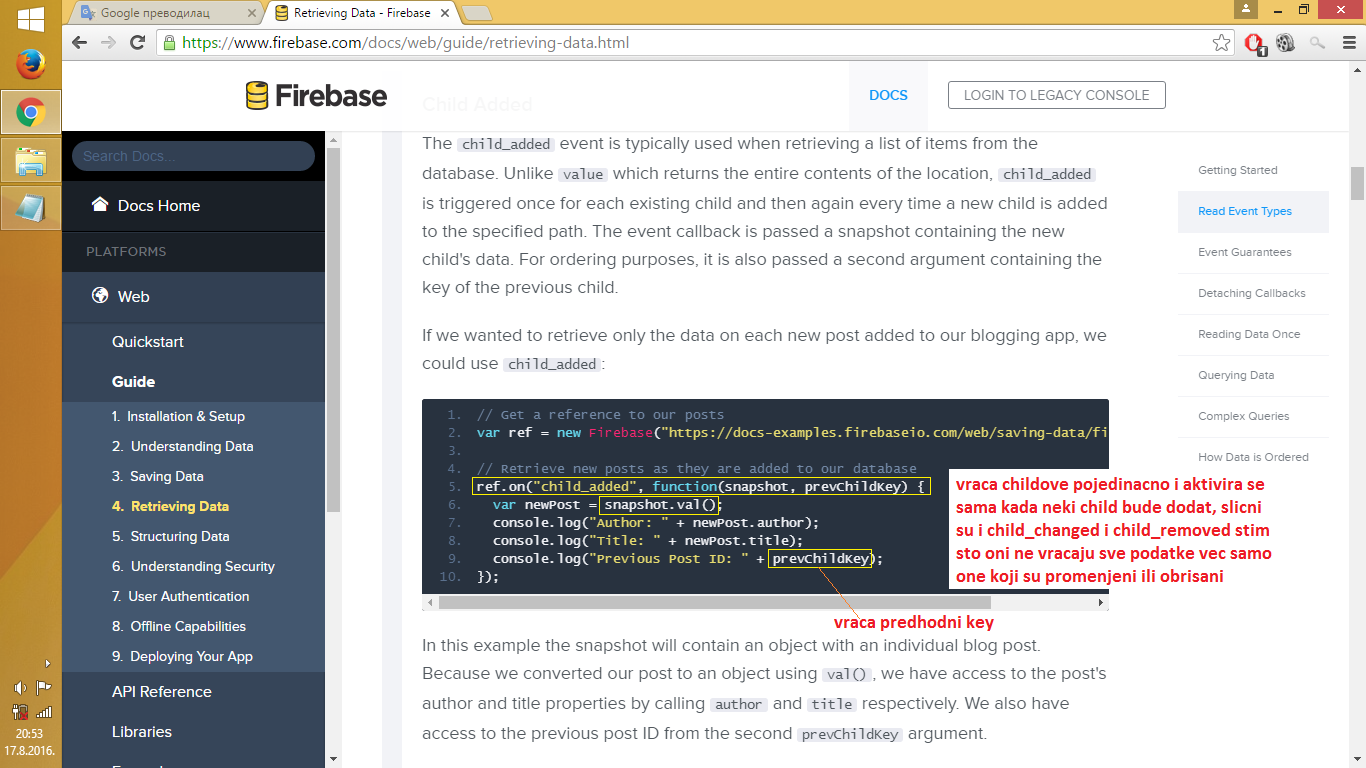 Google преводилац
Retrieving Data - Firebase
https://www.firebase.com/docs/web/guide/retrieving-data.html
1
Firebase
Child Added
DOCS
LOGIN TO LEGACY CONSOLE
Search Docs...
Docs Home
PLATFORMS
Web
Quickstart
Guide
1. Installation & Setup
2. Understanding Data
3. Saving Data
4. Retrieving Data
5. Structuring Data
6. Understanding Security
7. User Authentication
8. Offline Capabilities
9. Deploying Your App
API Reference
Libraries
The child_added event is typically used when retrieving a list of items from the
database. Unlike value which returns the entire contents of the location, child_added
is triggered once for each existing child and then again every time a new child is added
to the specified path. The event callback is passed a snapshot containing the new
child's data. For ordering purposes, it is also passed a second argument containing the
key of the previous child.
If we wanted to retrieve only the data on each new post added to our blogging app, we
could use child_added:
1. // Get a reference to our posts
2. var ref = new Firebase("https://docs-examples.firebaseio.com/web/saving-data/fi
3.
4. // Retrieve new posts as they are added to our database
5. ref.on("child_added", function(snapshot, prevChildKey) {
6. var newPost = snapshot.val();
7. console.log("Author: " + newPost.author);
8. console.log("Title: " + newPost.title);
9. console.log("Previous Post ID: " + prevChildKey);
10. });
vraca childove pojedinacno i aktivira se
sama kada neki child bude dodat, slicni
su i child_changed i child_removed stim
sto oni ne vracaju sve podatke vec samo
one koji su promenjeni ili obrisani
vraca predhodni key
In this example the snapshot will contain an object with an individual blog post.
Because we converted our post to an object using val(), we have access to the post's
author and title properties by calling author and title respectively. We also have
access to the previous post ID from the second prevChildKey argument.
Getting Started
Read Event Types
Event Guarantees
Detaching Callbacks
Reading Data Once
Querying Data
Complex Queries
How Data is Ordered
20:53
17.8.2016.